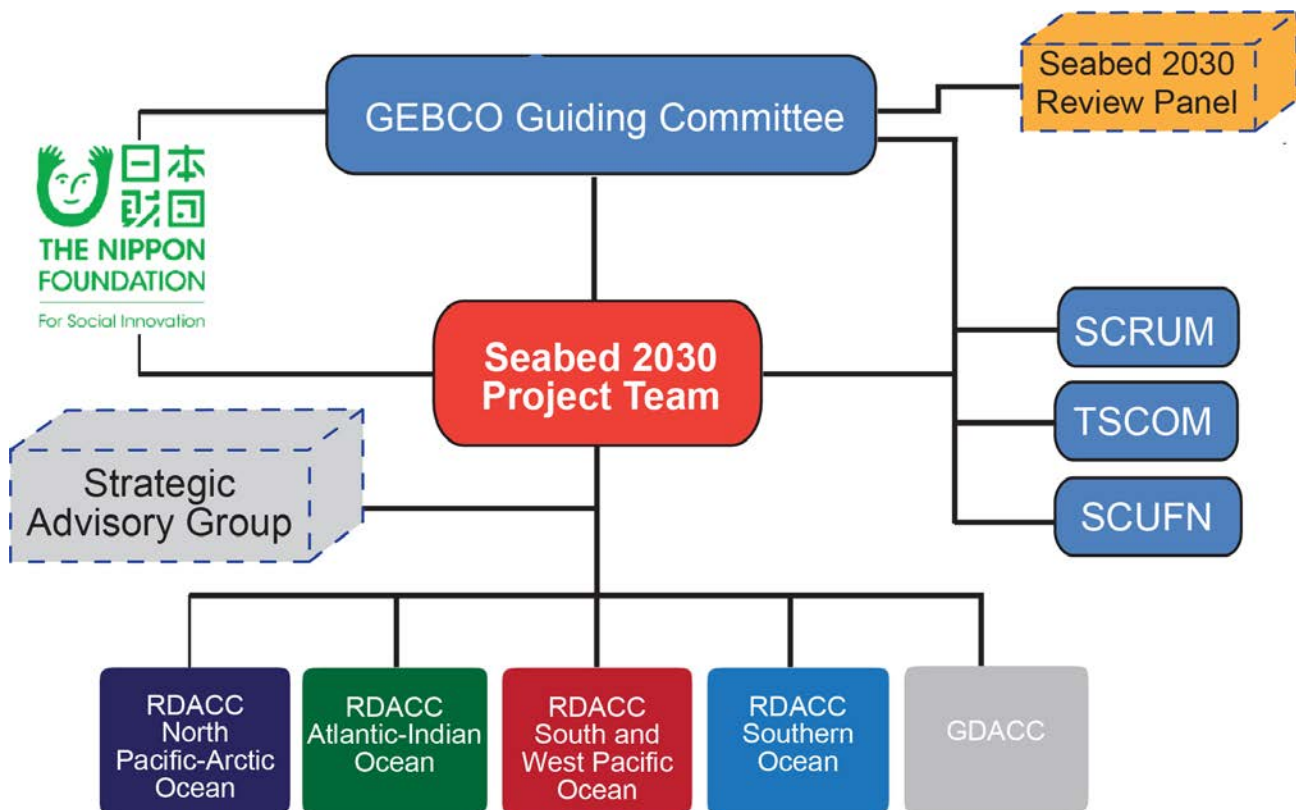 GEBCO Guiding Committee
Seabed 2030
Review Panel
日本
財団
THE NIPPON
FOUNDATION
For Social Innovation
Seabed 2030
Project Team
SCRUM
TSCOM
SCUFN
Strategic
Advisory Group
RDACC
North
Pacific-Arctic
Ocean
RDACC
Atlantic-Indian
Ocean
RDACC
South and
West Pacific
Ocean
RDACC
Southern
Ocean
GDACC